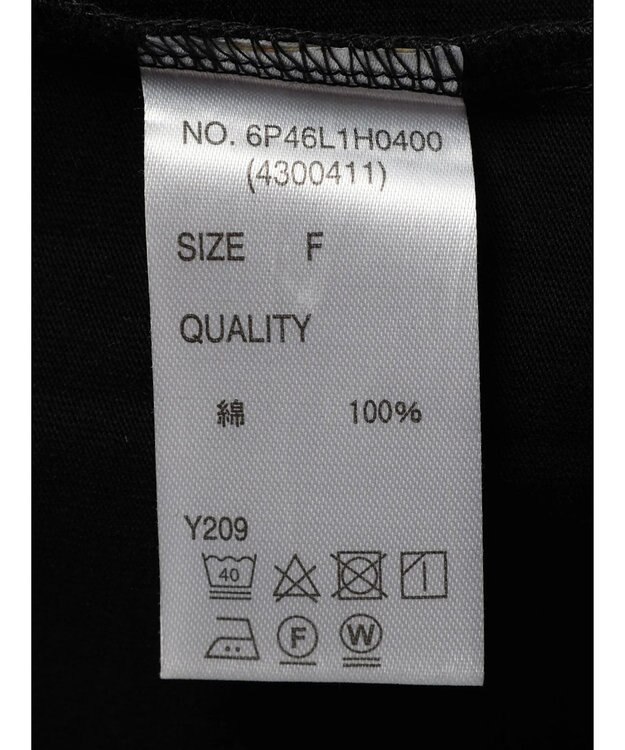 NO. 6P46L1H0400
(4300411)
SIZE F
QUALITY
綿 100%
Y209
40
F W